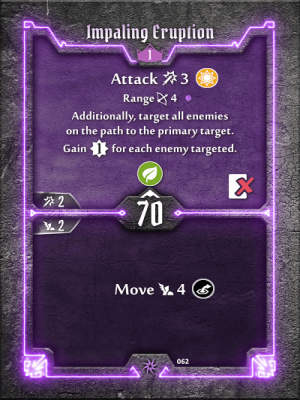 Impaling Eruption
1
Attack 3
Range 4
Additionally, target all enemies
on the path to the primary target.
Gain 1 for each enemy targeted.
2
70
2
Move 4
062